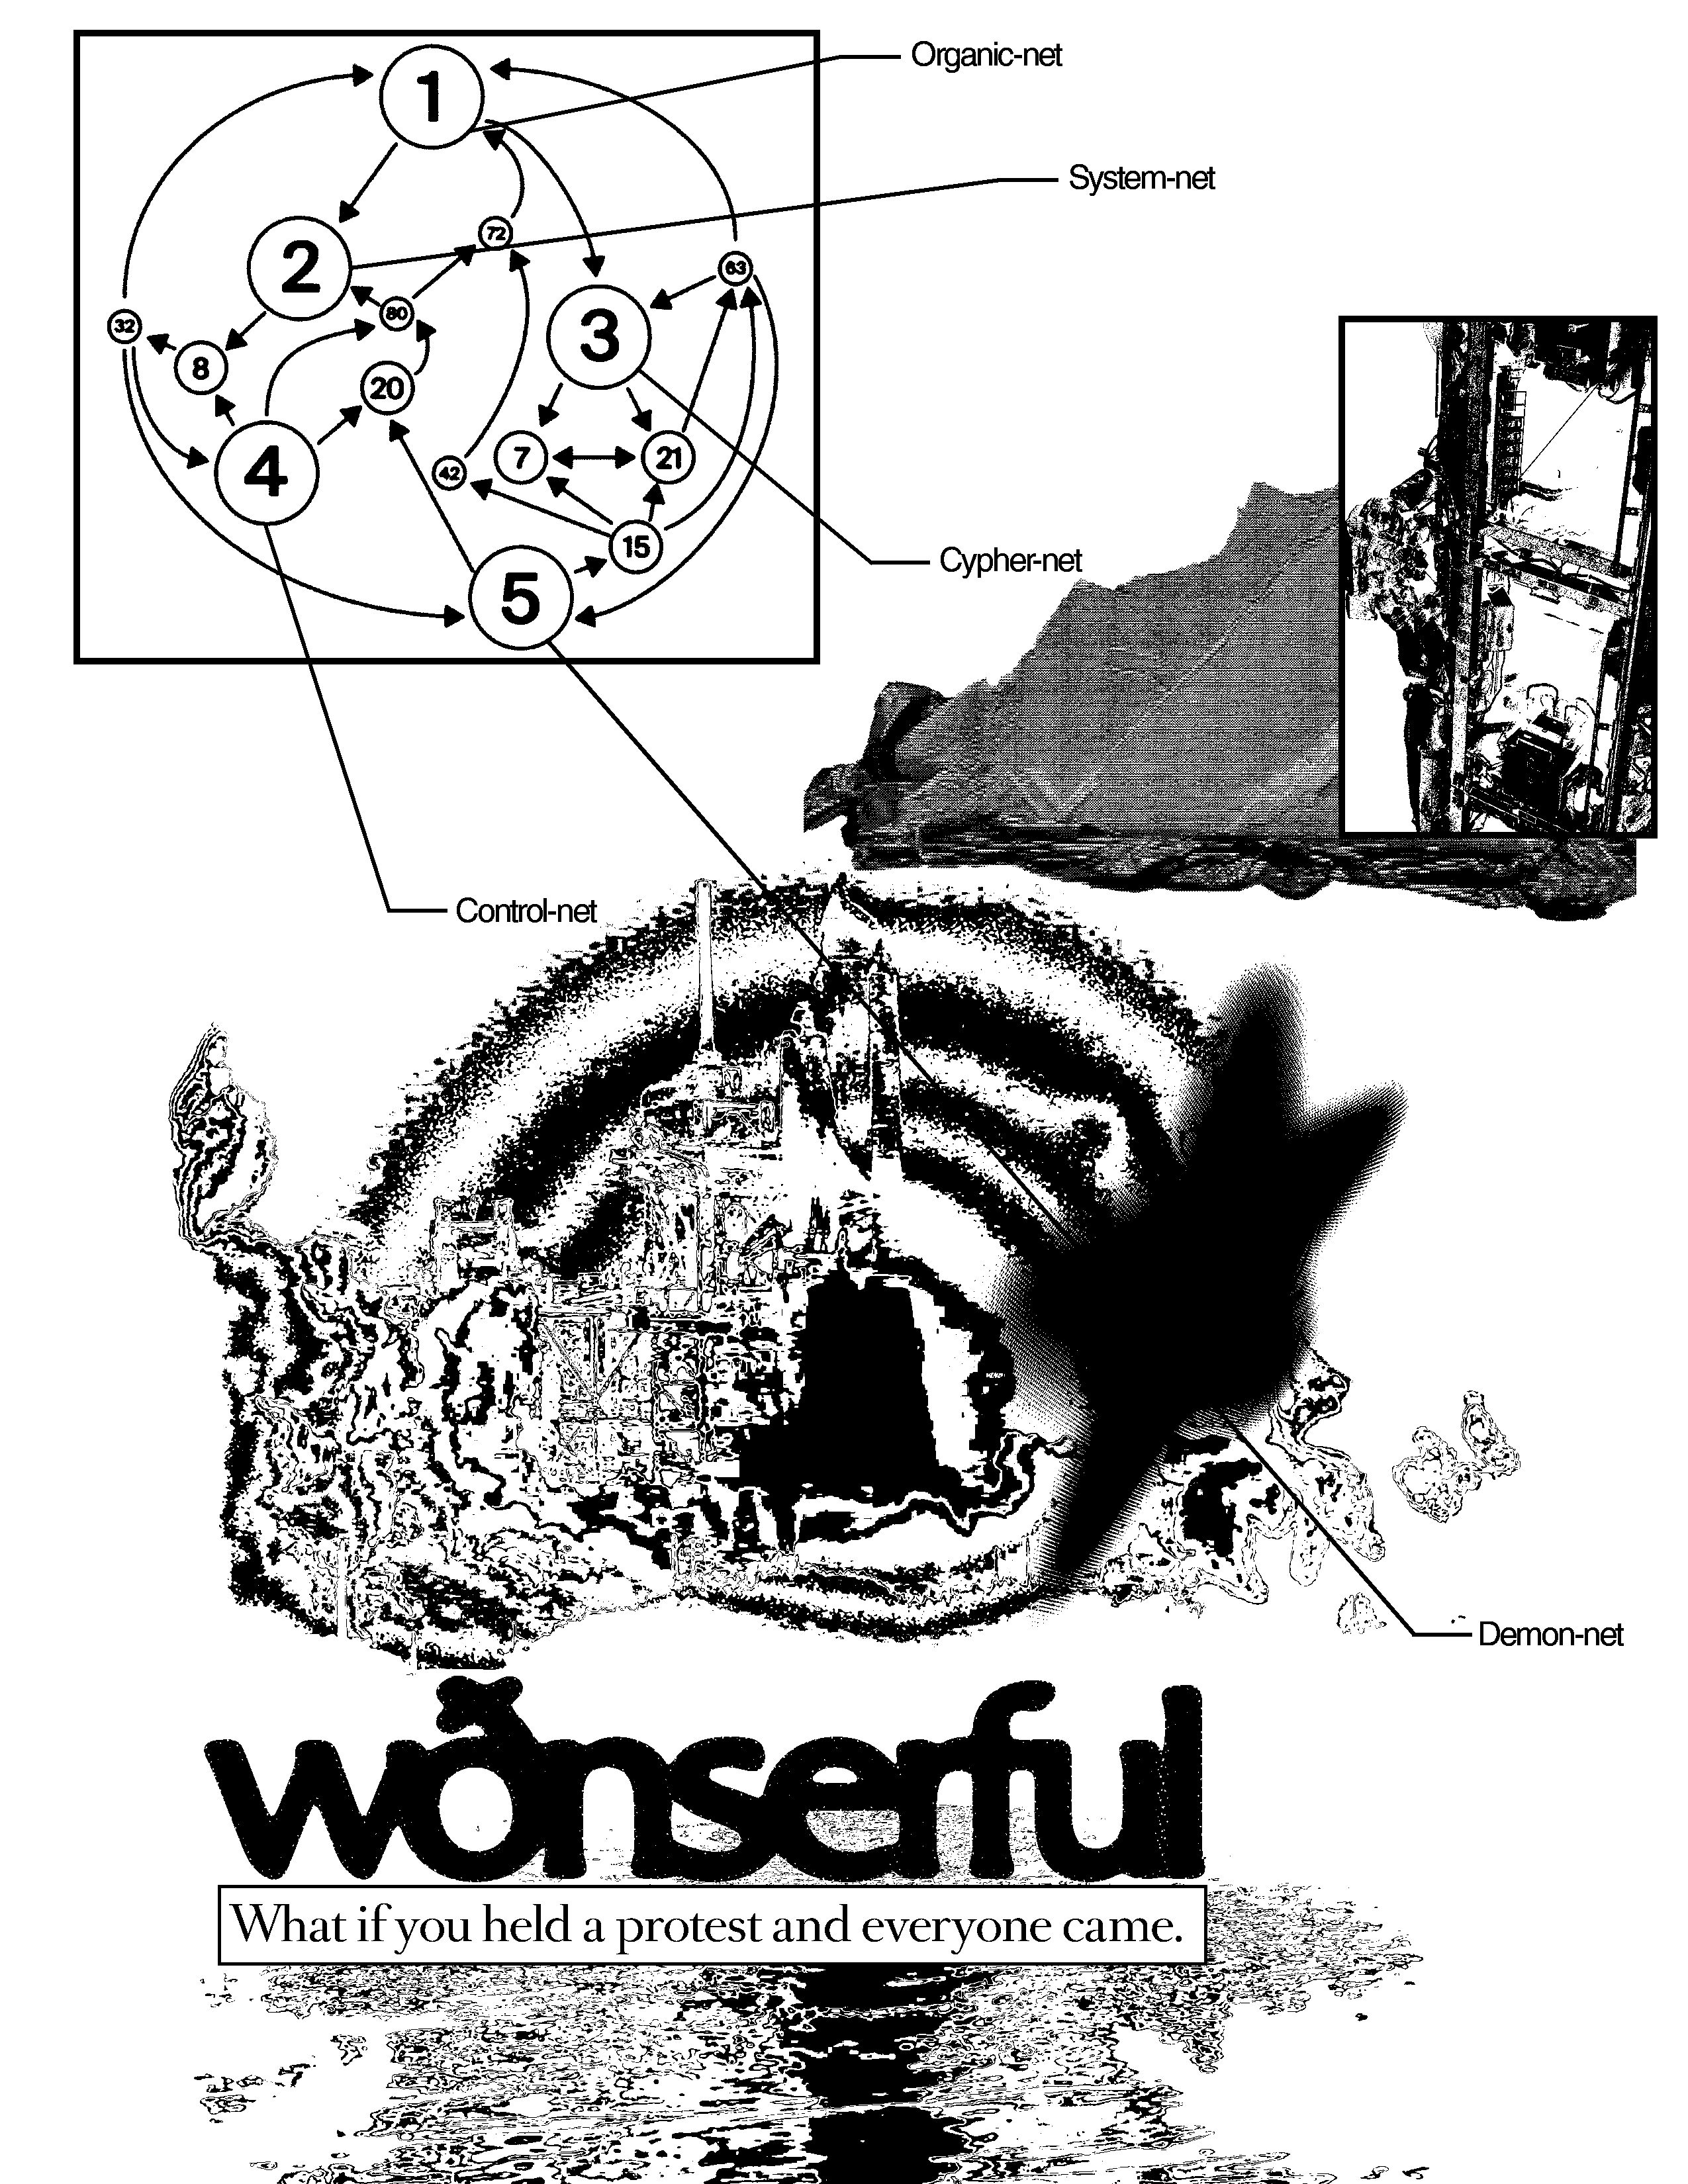 Organic-net
1
System-net
2
72
63
80
32
3
8
20
7
21
42
4
15
Cypher-net
5
Control-net
Demon-net
wonserful
What if you held a protest and everyone came.